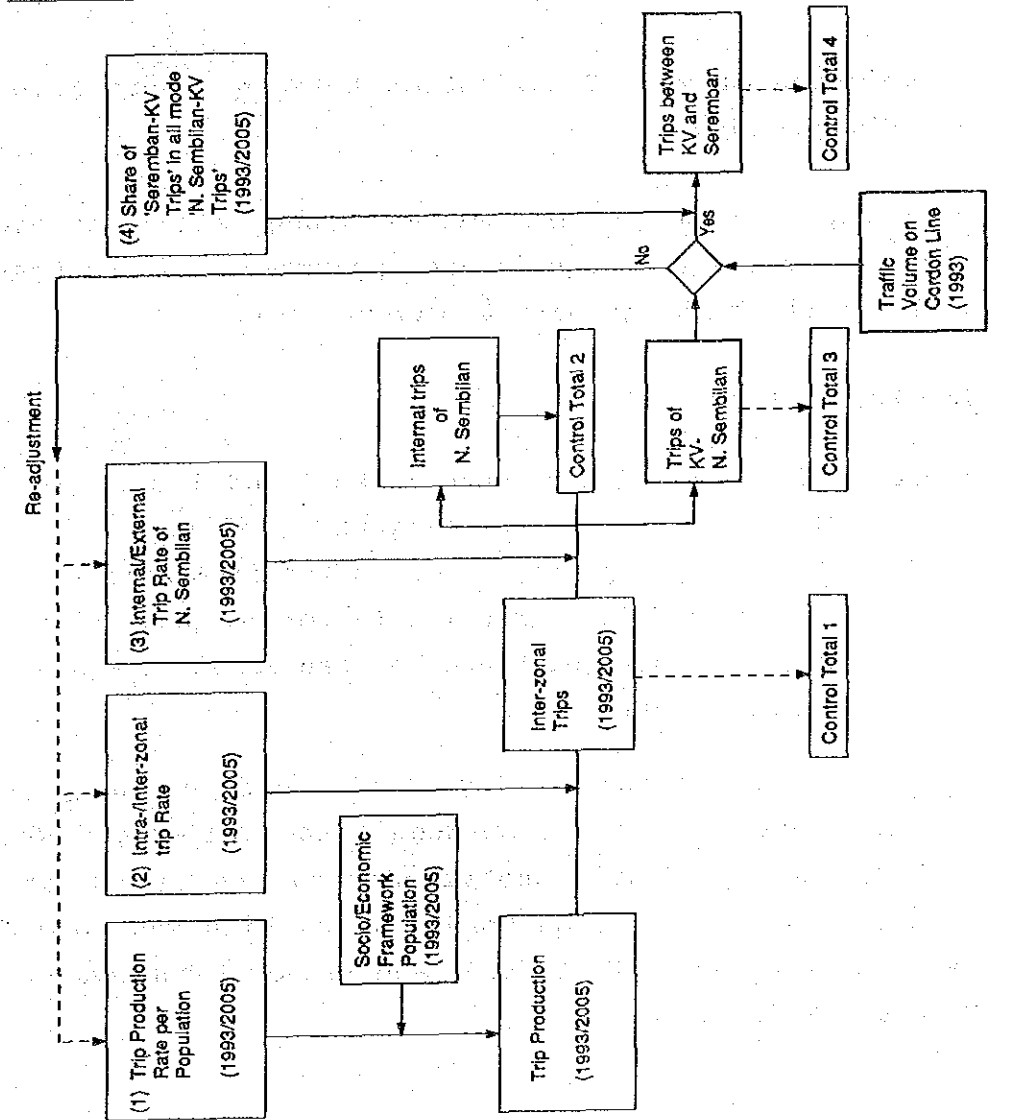 Re-adjustment
(1) Trip Production
Rate per
Population
(1993/2005)
(2) Intra-/Inter-zonal
trip Rate
(1993/2005)
(3) Internal/External
Trip Rate of
N. Sembilan
(1993/2005)
(4) Share of
'Seremban-KV
Trips' in all mode
'N. Sembilan-KV
Trips'
(1993/2005)
Socio/Economic
Framework
Population
(1993/2005)
Trip Production
(1993/2005)
Inter-zonal
Trips
(1993/2005)
Control Total 1
Internal trips
of
N. Sembilan
Control Total 2
Trips of
KV-
N. Sembilan
Control Total 3
No
Yes
Traffic
Volume on
Cordon Line
(1993)
Trips between
KV and
Seremban
Control Total 4